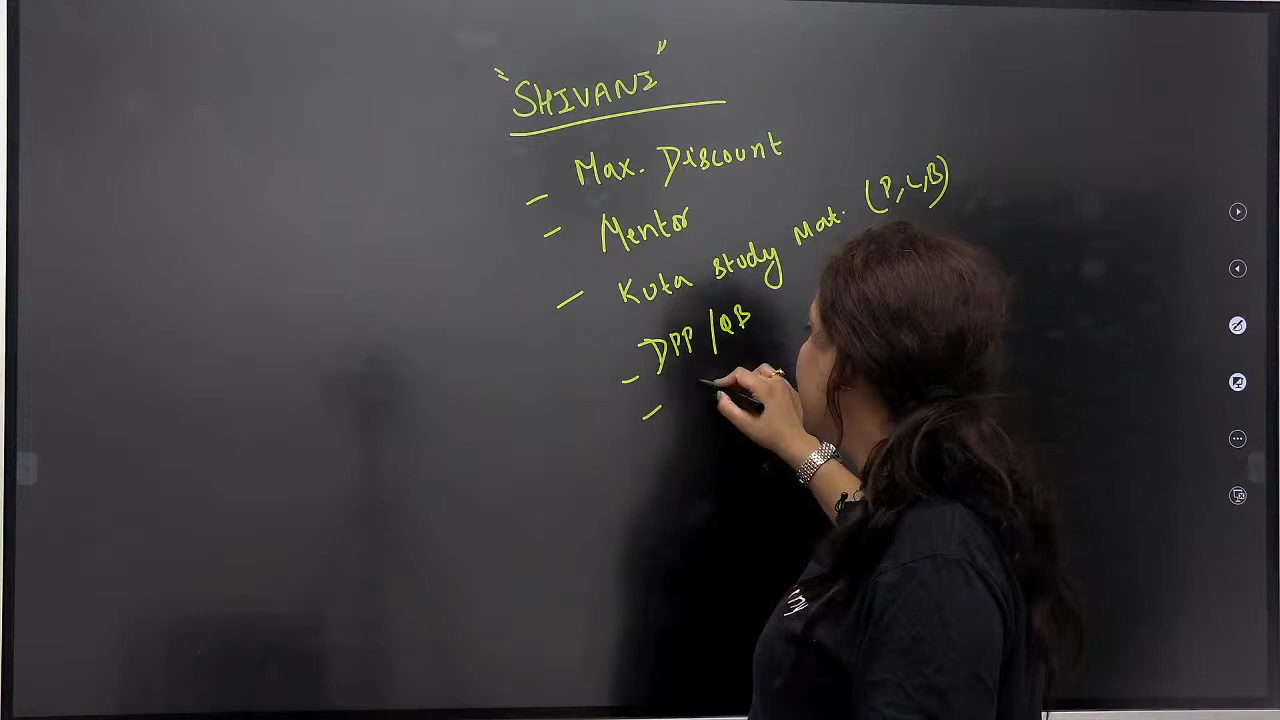 "SHIVANI"
- Max. Discount
- Mentor
- Kota Study Mat. (P, C, B)
- DPP / QB
-